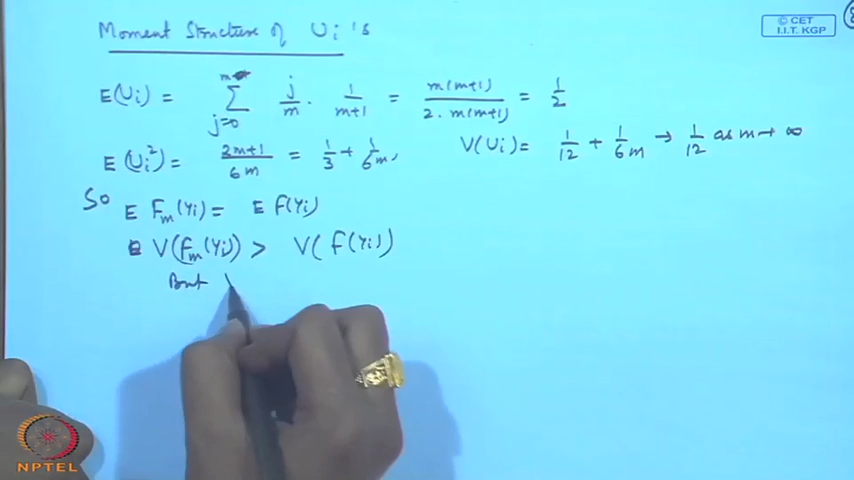 Moment Structure of Ui's
© CET
I.I.T. KGP
E(Ui) = Σ_{j=0}^{m} j/m · 1/(m+1) = m(m+1)/(2·m(m+1)) = 1/2
E(Ui²) = (2m+1)/(6m) = 1/3 + 1/(6m), V(Ui) = 1/12 + 1/(6m) → 1/12 as m → ∞
So E Fm(Yi) = E F(Yi)
V(Fm(Yi)) > V(F(Yi))
But
NPTEL